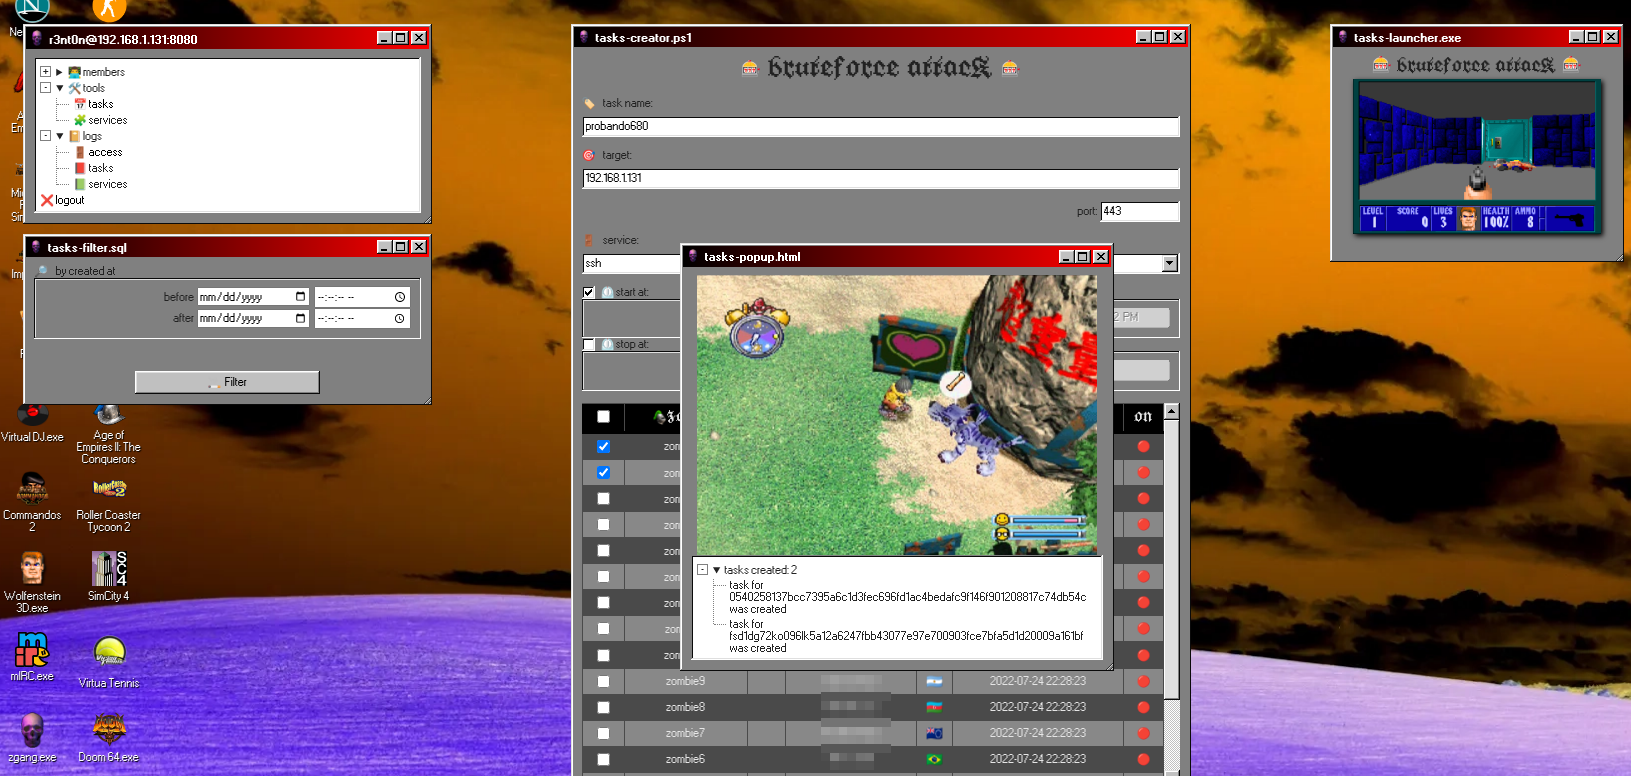 Ne
r3nt0n@192.168.1.131:8080
members
tools
tasks
services
logs
access
tasks
services
logout
tasks-filter.sql
by created at
before mm/dd/yyyy --:--:-- --
after mm/dd/yyyy --:--:-- --
Filter
Virtual DJ.exe
Age of
Empires II: The
Conquerors
Commandos
2
Roller Coaster
Tycoon 2
Wolfenstein
3D.exe
SC4
SimCity 4
mIRC
mIRC.exe
Virtua Tennis
zgang.exe
DOOM
Doom 64.exe
tasks-creator.ps1
bruteforce attack
task name:
probando680
target:
192.168.1.131
port: 443
service:
ssh
start at:
2 PM
stop at:
on
zom
zombie9 2022-07-24 22:28:23
zombie8 2022-07-24 22:28:23
zombie7 2022-07-24 22:28:23
zombie6 2022-07-24 22:28:23
tasks-popup.html
tasks created: 2
task for
0540258137bcc7395a6c1d3fec696fd1ac4bedafc9f146f901208817c74db54c
was created
task for
fsd1dg72ko096lk5a12a6247fbb43077e97e700903fce7bfa5d1d20009a161bf
was created
tasks-launcher.exe
bruteforce attack
LEVEL SCORE LIVES HEALTH AMMO
1 0 3 100% 8